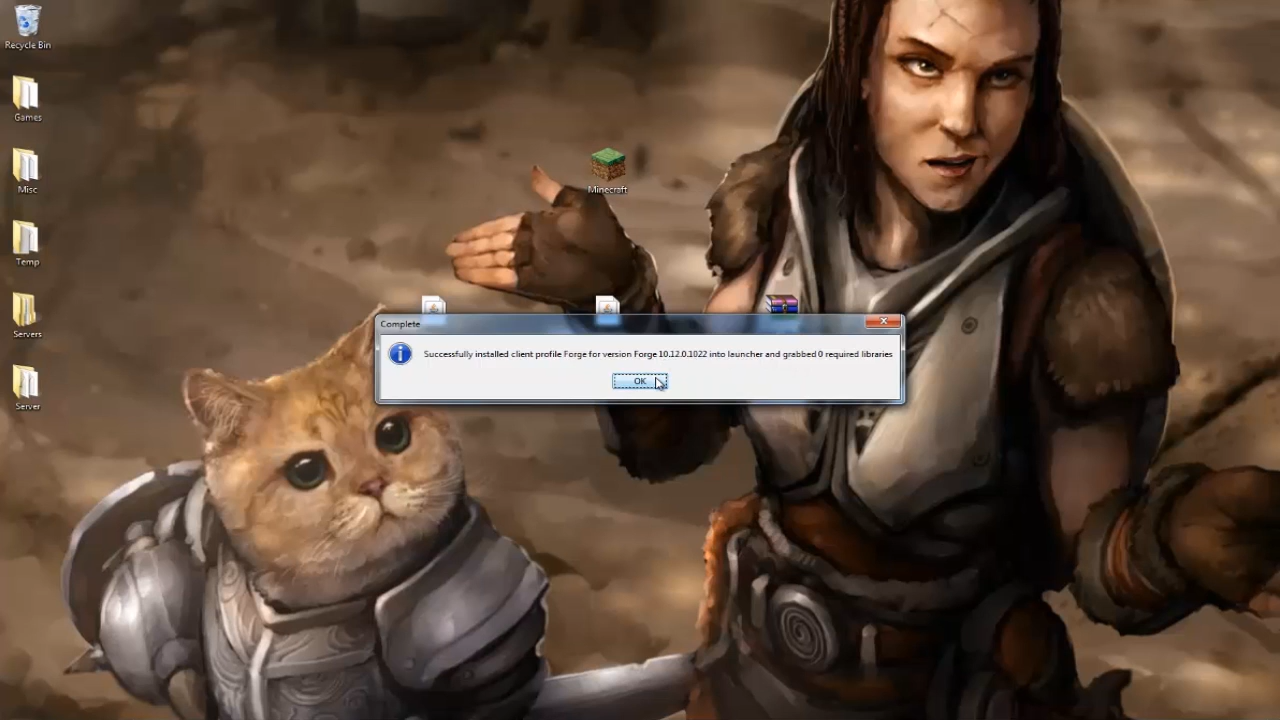 Recycle Bin
Games
Misc
Temp
Servers
Server
Minecraft
Complete
Successfully installed client profile Forge for version Forge 10.12.0.1022 into launcher and grabbed 0 required libraries
OK